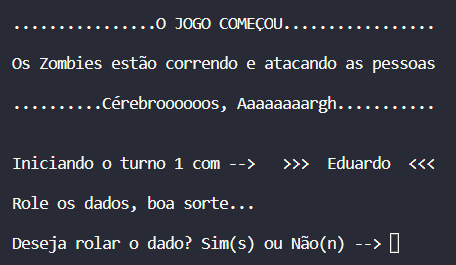 ................O JOGO COMEÇOU.................
Os Zombies estão correndo e atacando as pessoas
..........Cérebroooooos, Aaaaaaaargh...........
Iniciando o turno 1 com -->   >>>  Eduardo  <<<
Role os dados, boa sorte...
Deseja rolar o dado? Sim(s) ou Não(n) -->